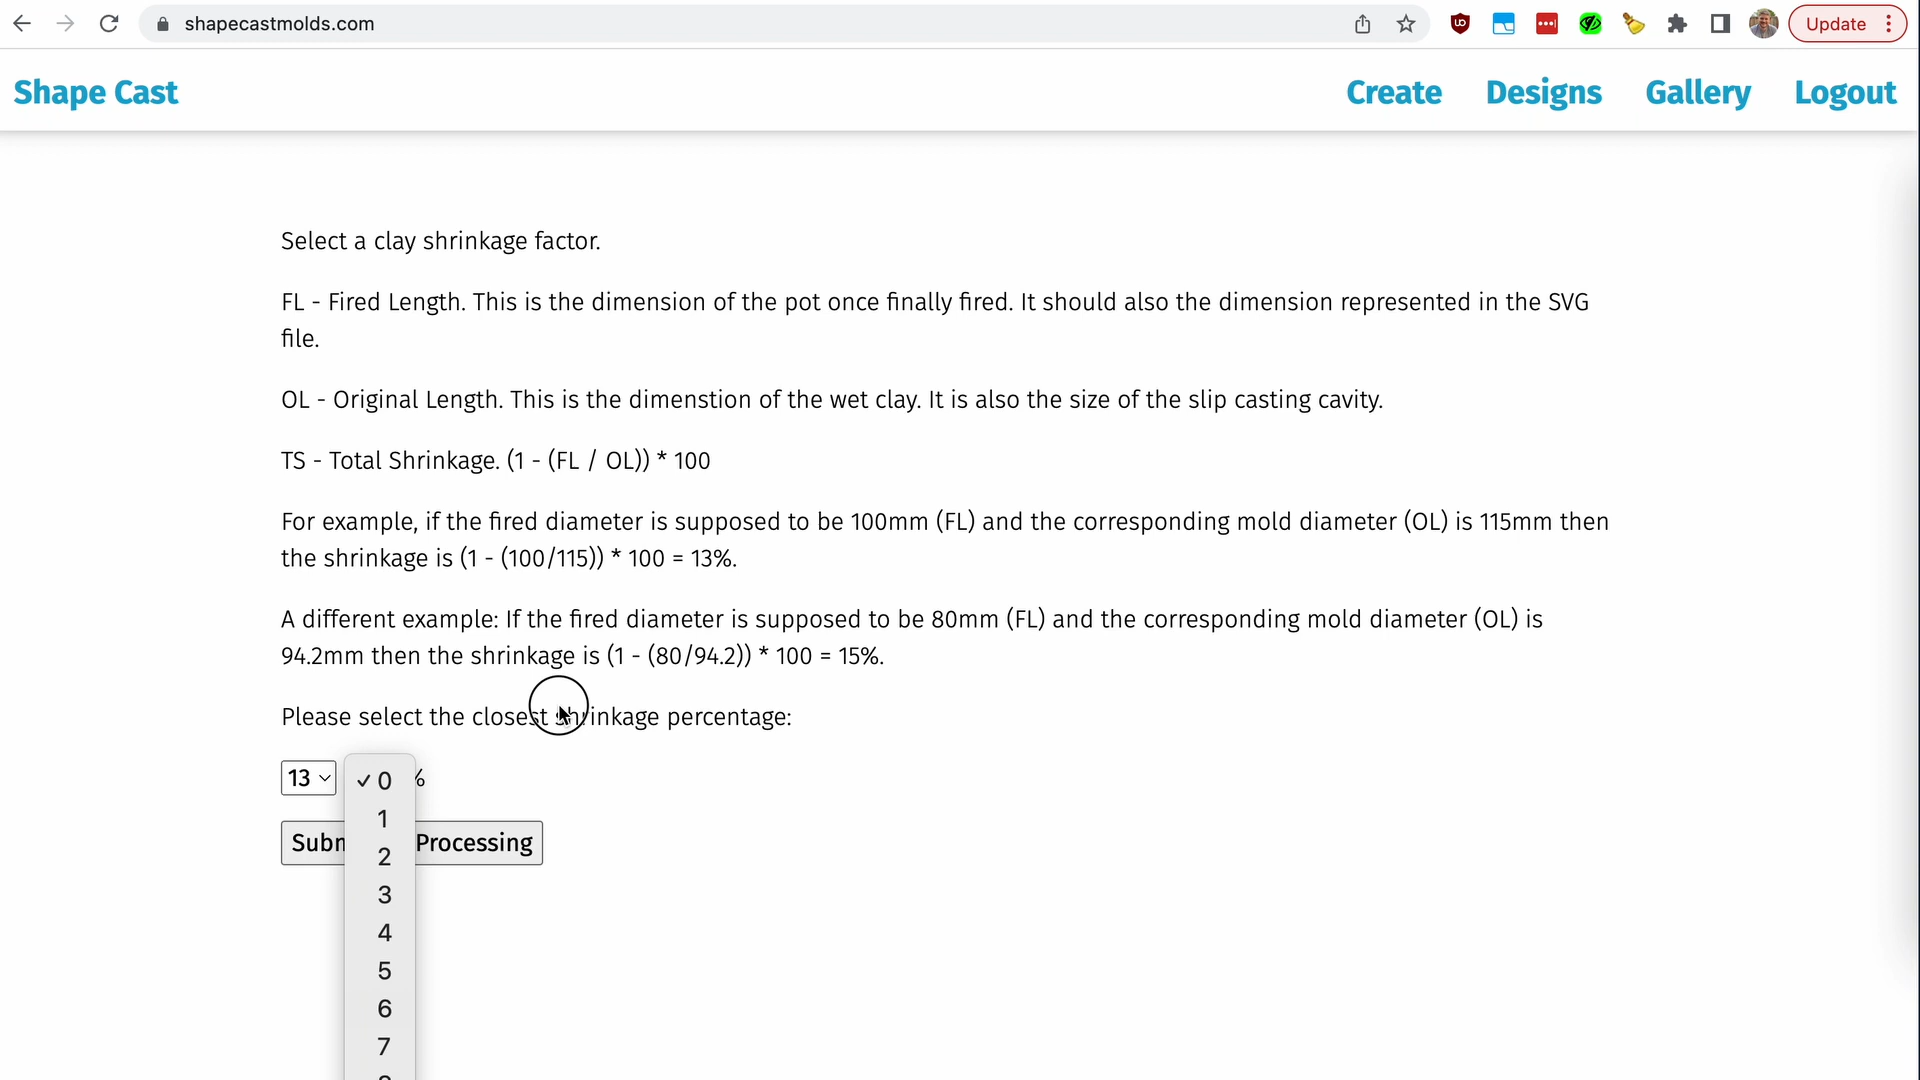 shapecastmolds.com
Update
Shape Cast
Create Designs Gallery Logout
Select a clay shrinkage factor.
FL - Fired Length. This is the dimension of the pot once finally fired. It should also the dimension represented in the SVG
file.
OL - Original Length. This is the dimenstion of the wet clay. It is also the size of the slip casting cavity.
TS - Total Shrinkage. (1 - (FL / OL)) * 100
For example, if the fired diameter is supposed to be 100mm (FL) and the corresponding mold diameter (OL) is 115mm then
the shrinkage is (1 - (100/115)) * 100 = 13%.
A different example: If the fired diameter is supposed to be 80mm (FL) and the corresponding mold diameter (OL) is
94.2mm then the shrinkage is (1 - (80/94.2)) * 100 = 15%.
Please select the closest shrinkage percentage:
13 ✓ 0 %
1
Processing
2
3
4
5
6
7